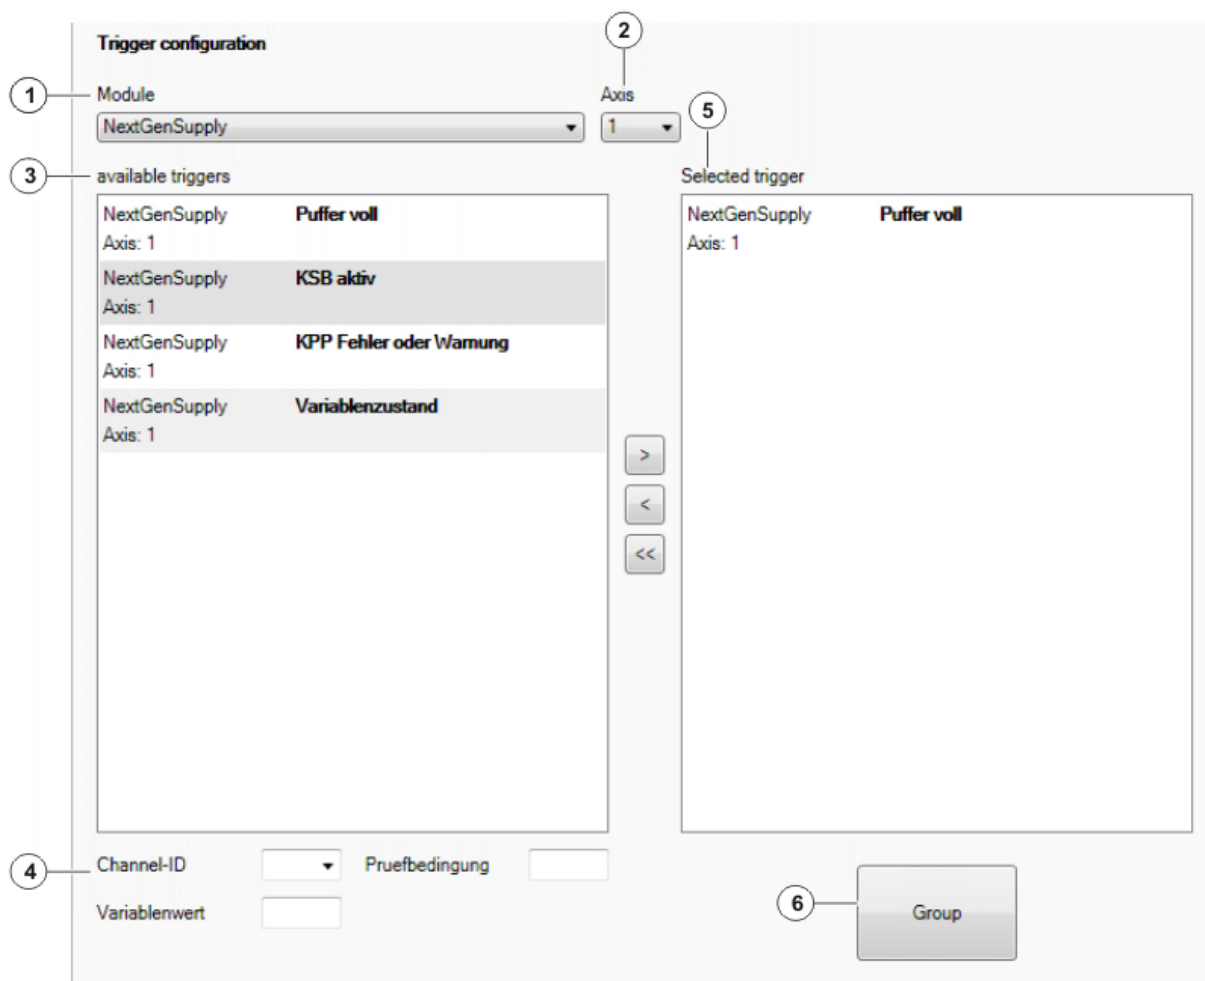 2
Trigger configuration
1 Module Axis
5
NextGenSupply 1
3 available triggers Selected trigger
NextGenSupply Puffer voll NextGenSupply Puffer voll
Axis: 1 Axis: 1
NextGenSupply KSB aktiv
Axis: 1
NextGenSupply KPP Fehler oder Warnung
Axis: 1
NextGenSupply Variablenzustand
Axis: 1
>
<
<<
4 Channel-ID Pruefbedingung
6 Group
Variablenwert